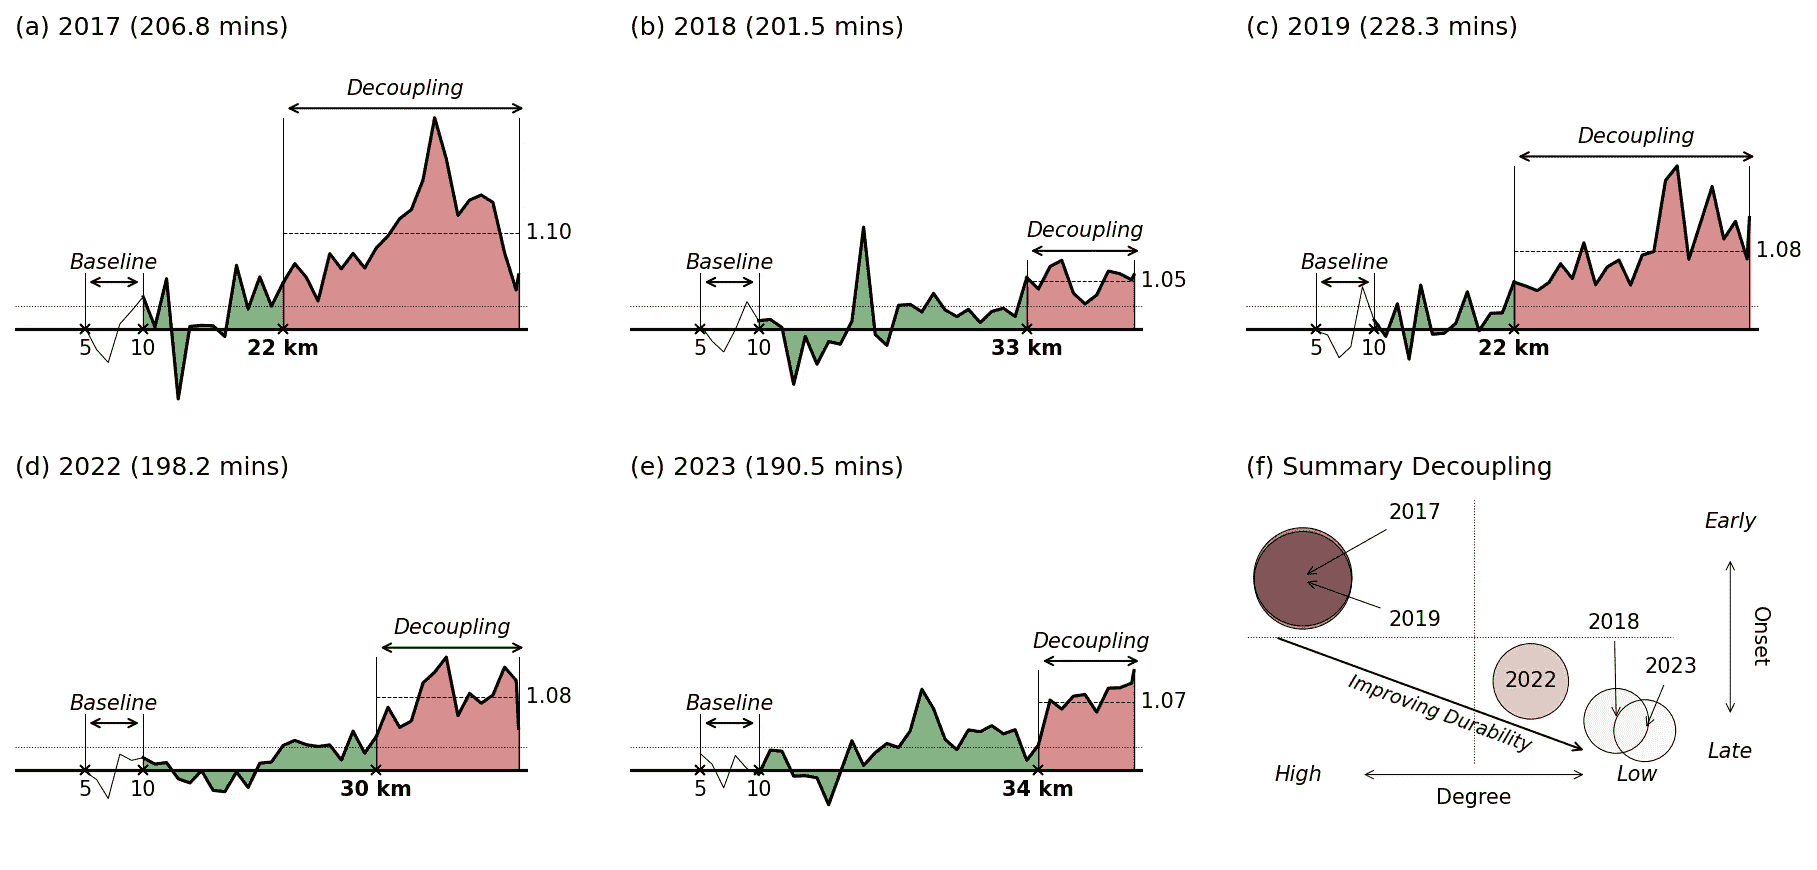 (a) 2017 (206.8 mins)
Decoupling
Baseline
1.10
5 10 22 km
(b) 2018 (201.5 mins)
Decoupling
Baseline
1.05
5 10 33 km
(c) 2019 (228.3 mins)
Decoupling
Baseline
1.08
5 10 22 km
(d) 2022 (198.2 mins)
Decoupling
Baseline
1.08
5 10 30 km
(e) 2023 (190.5 mins)
Decoupling
Baseline
1.07
5 10 34 km
(f) Summary Decoupling
2017
Early
2019
2018
Onset
2023
2022
Improving Durability
Late
High
Low
Degree